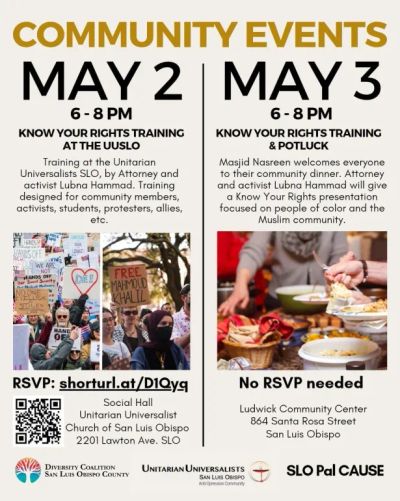 COMMUNITY EVENTS
MAY 2
6 - 8 PM
KNOW YOUR RIGHTS TRAINING
AT THE UUSLO
Training at the Unitarian
Universalists SLO, by Attorney and
activist Lubna Hammad. Training
designed for community members,
activists, students, protesters, allies,
etc.
HANDS OFF
FREE
MAHMOUD
KHALIL
RSVP: shorturl.at/D1Qyq
Social Hall
Unitarian Universalist
Church of San Luis Obispo
2201 Lawton Ave. SLO
MAY 3
6 - 8 PM
KNOW YOUR RIGHTS TRAINING
& POTLUCK
Masjid Nasreen welcomes everyone
to their community dinner. Attorney
and activist Lubna Hammad will give
a Know Your Rights presentation
focused on people of color and the
Muslim community.
No RSVP needed
Ludwick Community Center
864 Santa Rosa Street
San Luis Obispo
DIVERSITY COALITION
SAN LUIS OBISPO COUNTY
UNITARIAN UNIVERSALISTS
SAN LUIS OBISPO
Anti-Oppression Community
SLO Pal CAUSE